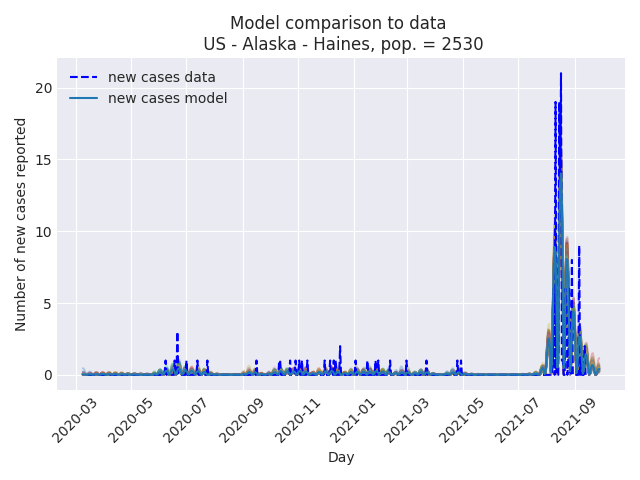 Model comparison to data
US - Alaska - Haines, pop. = 2530
new cases data
new cases model
Number of new cases reported
20
15
10
5
0
2020-03
2020-05
2020-07
2020-09
2020-11
2021-01
2021-03
2021-05
2021-07
2021-09
Day